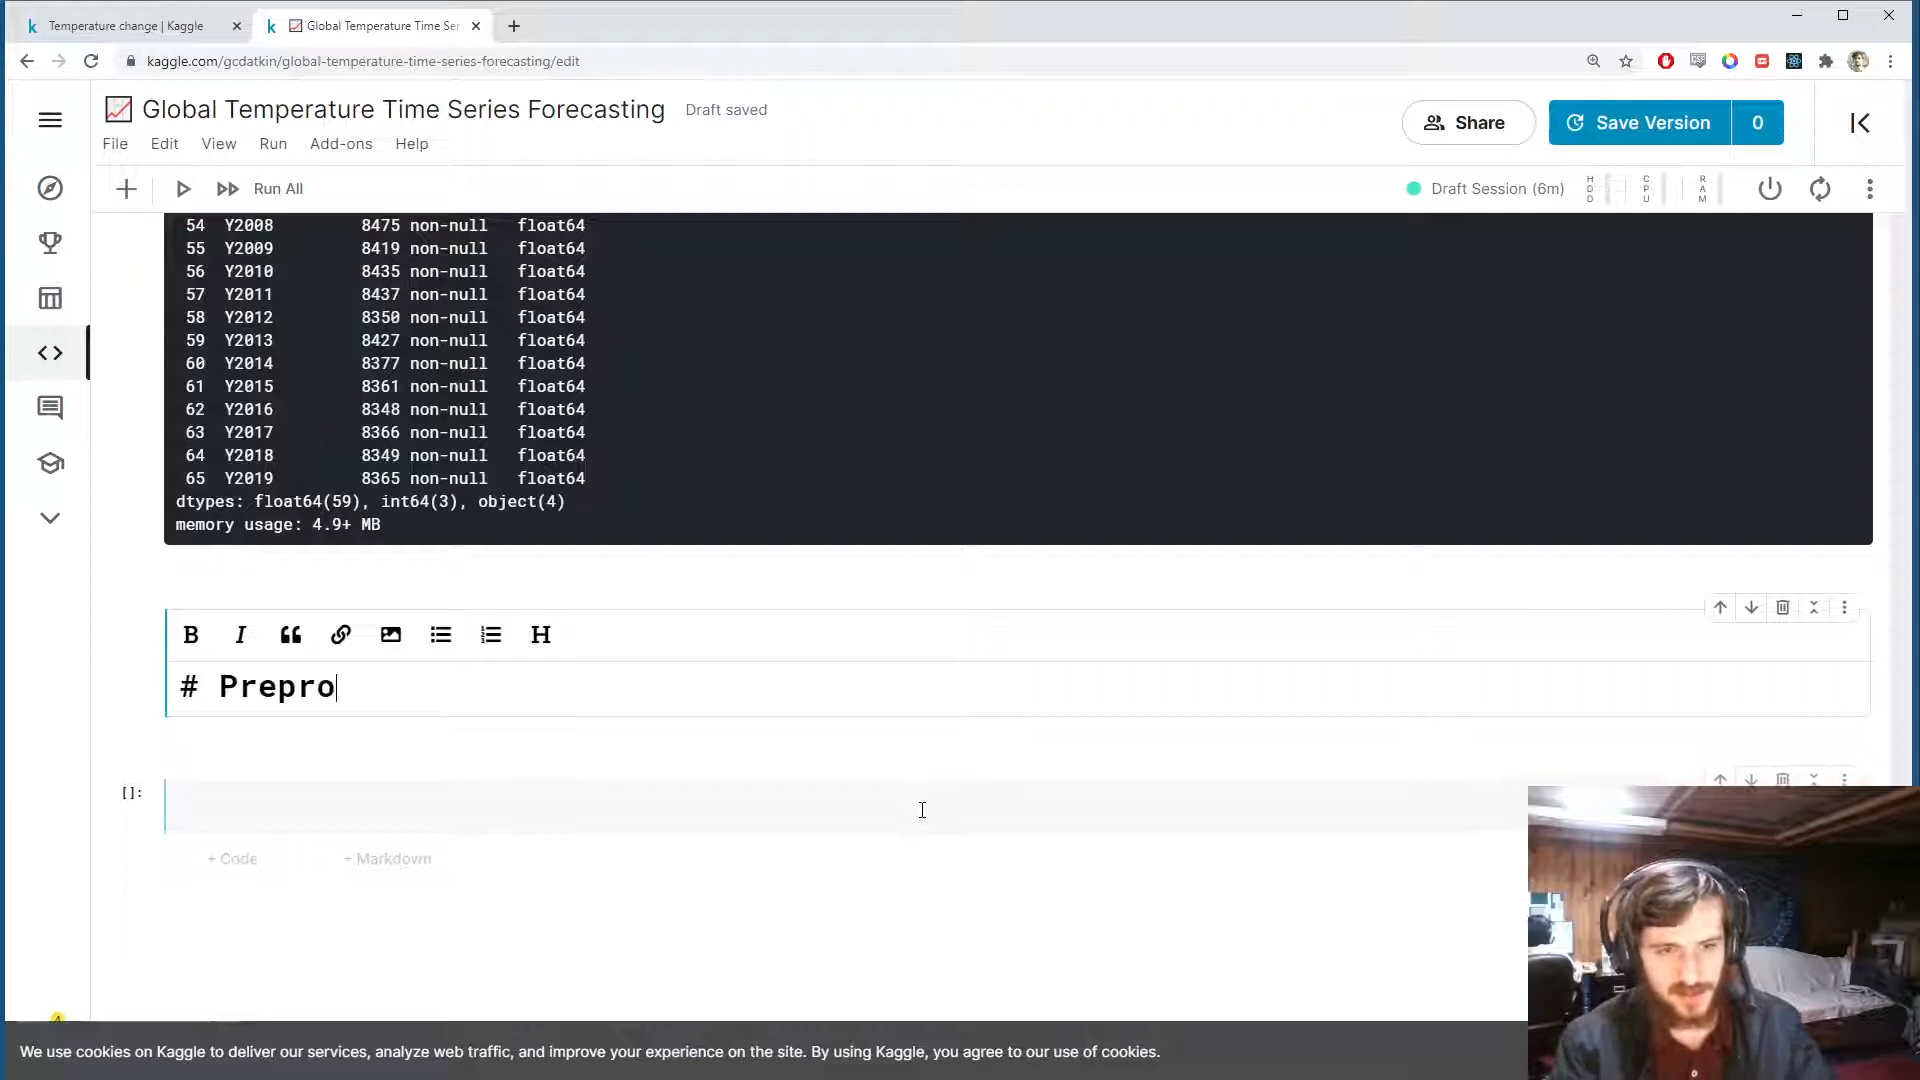 Temperature change | Kaggle
Global Temperature Time Ser
kaggle.com/gcdatkin/global-temperature-time-series-forecasting/edit
Global Temperature Time Series Forecasting
Draft saved
Share
Save Version
0
File
Edit
View
Run
Add-ons
Help
Run All
Draft Session (6m)
HDD
CPU
RAM
54 Y2008 8475 non-null float64
55 Y2009 8419 non-null float64
56 Y2010 8435 non-null float64
57 Y2011 8437 non-null float64
58 Y2012 8350 non-null float64
59 Y2013 8427 non-null float64
60 Y2014 8377 non-null float64
61 Y2015 8361 non-null float64
62 Y2016 8348 non-null float64
63 Y2017 8366 non-null float64
64 Y2018 8349 non-null float64
65 Y2019 8365 non-null float64
dtypes: float64(59), int64(3), object(4)
memory usage: 4.9+ MB
B I H
# Prepro
[]:
+ Code
+ Markdown
We use cookies on Kaggle to deliver our services, analyze web traffic, and improve your experience on the site. By using Kaggle, you agree to our use of cookies.